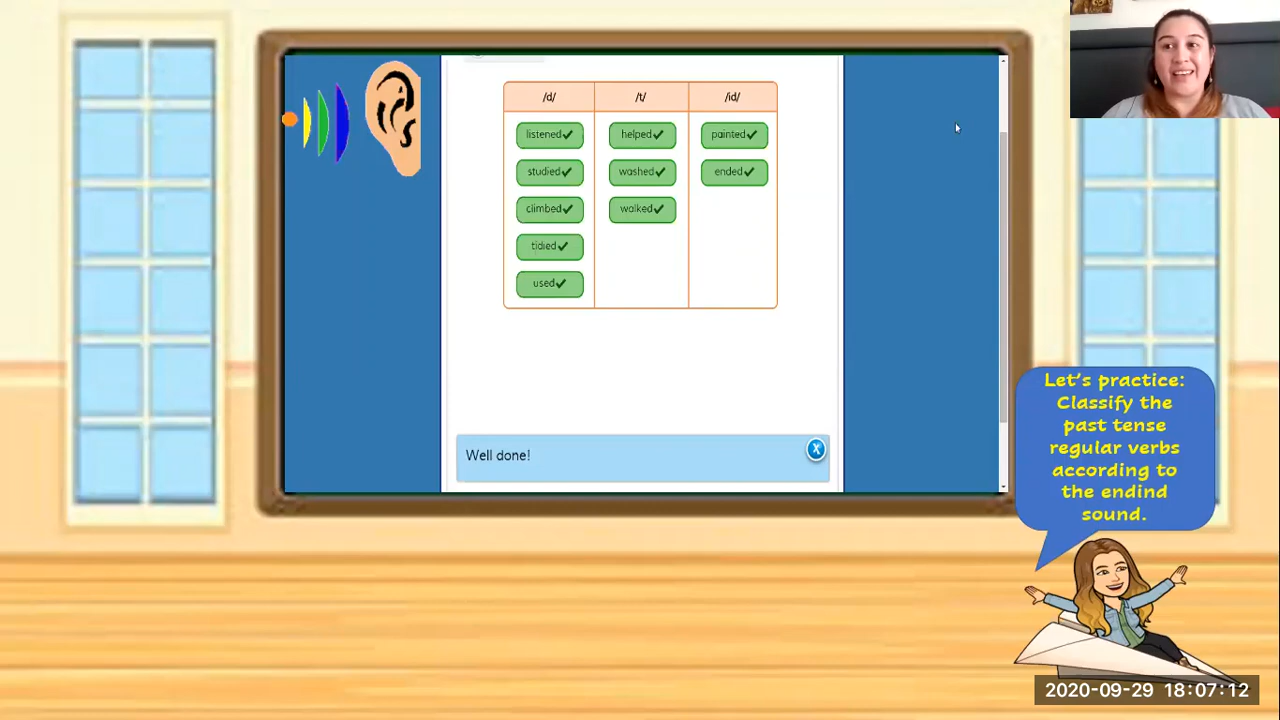 /d/ /t/ /id/
listened✓ helped✓ painted✓
studied✓ washed✓ ended✓
climbed✓ walked✓
tidied✓
used✓
Well done!
X
Let's practice:
Classify the
past tense
regular verbs
according to
the endind
sound.
2020-09-29 18:07:12